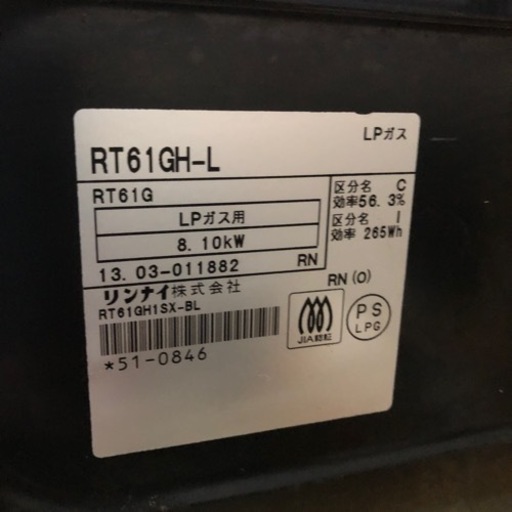 LPガス
RT61GH-L
RT61G
LPガス用
8.10kW
区分名 C
効率56.3%
区分名 I
効率 265Wh
13.03-011882 RN
リンナイ株式会社
RN(O)
RT61GH1SX-BL
*51-0846
JIA認証
PS
LPG